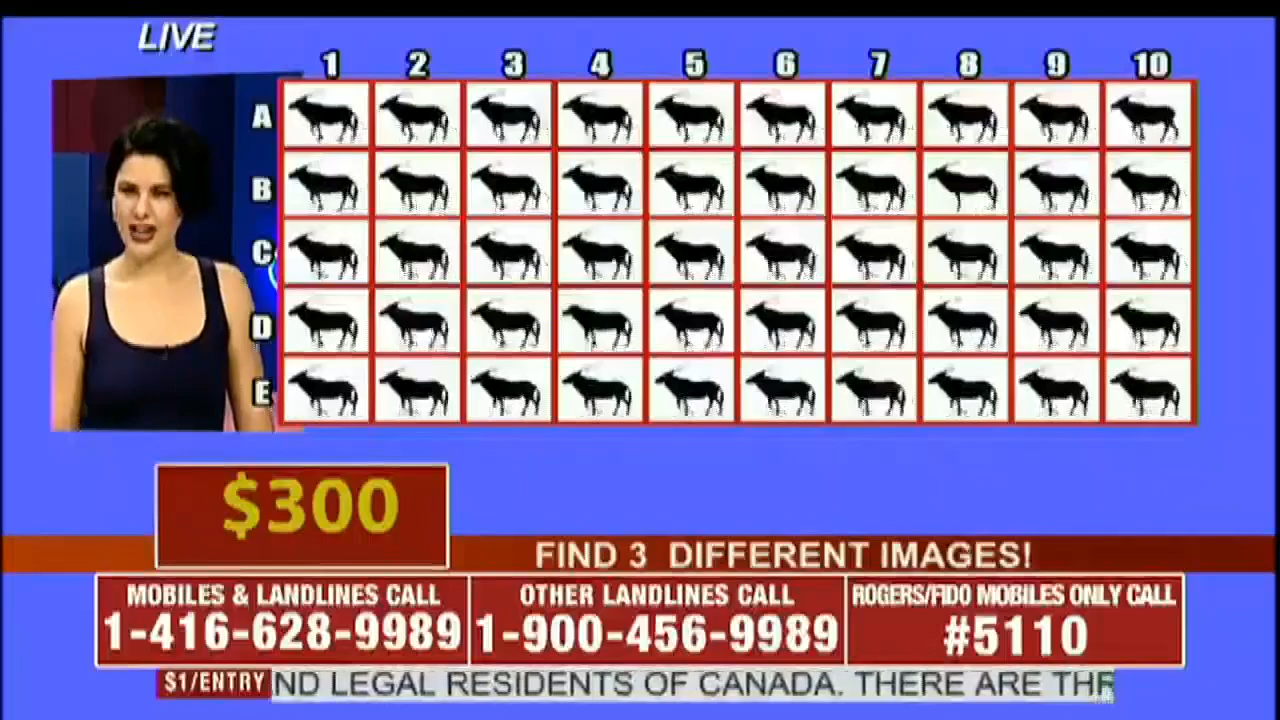 LIVE
1 2 3 4 5 6 7 8 9 10
A
B
C
D
E
$300
FIND 3 DIFFERENT IMAGES!
MOBILES & LANDLINES CALL
1-416-628-9989
OTHER LANDLINES CALL
1-900-456-9989
ROGERS/FIDO MOBILES ONLY CALL
#5110
$1/ENTRY
ND LEGAL RESIDENTS OF CANADA. THERE ARE THR